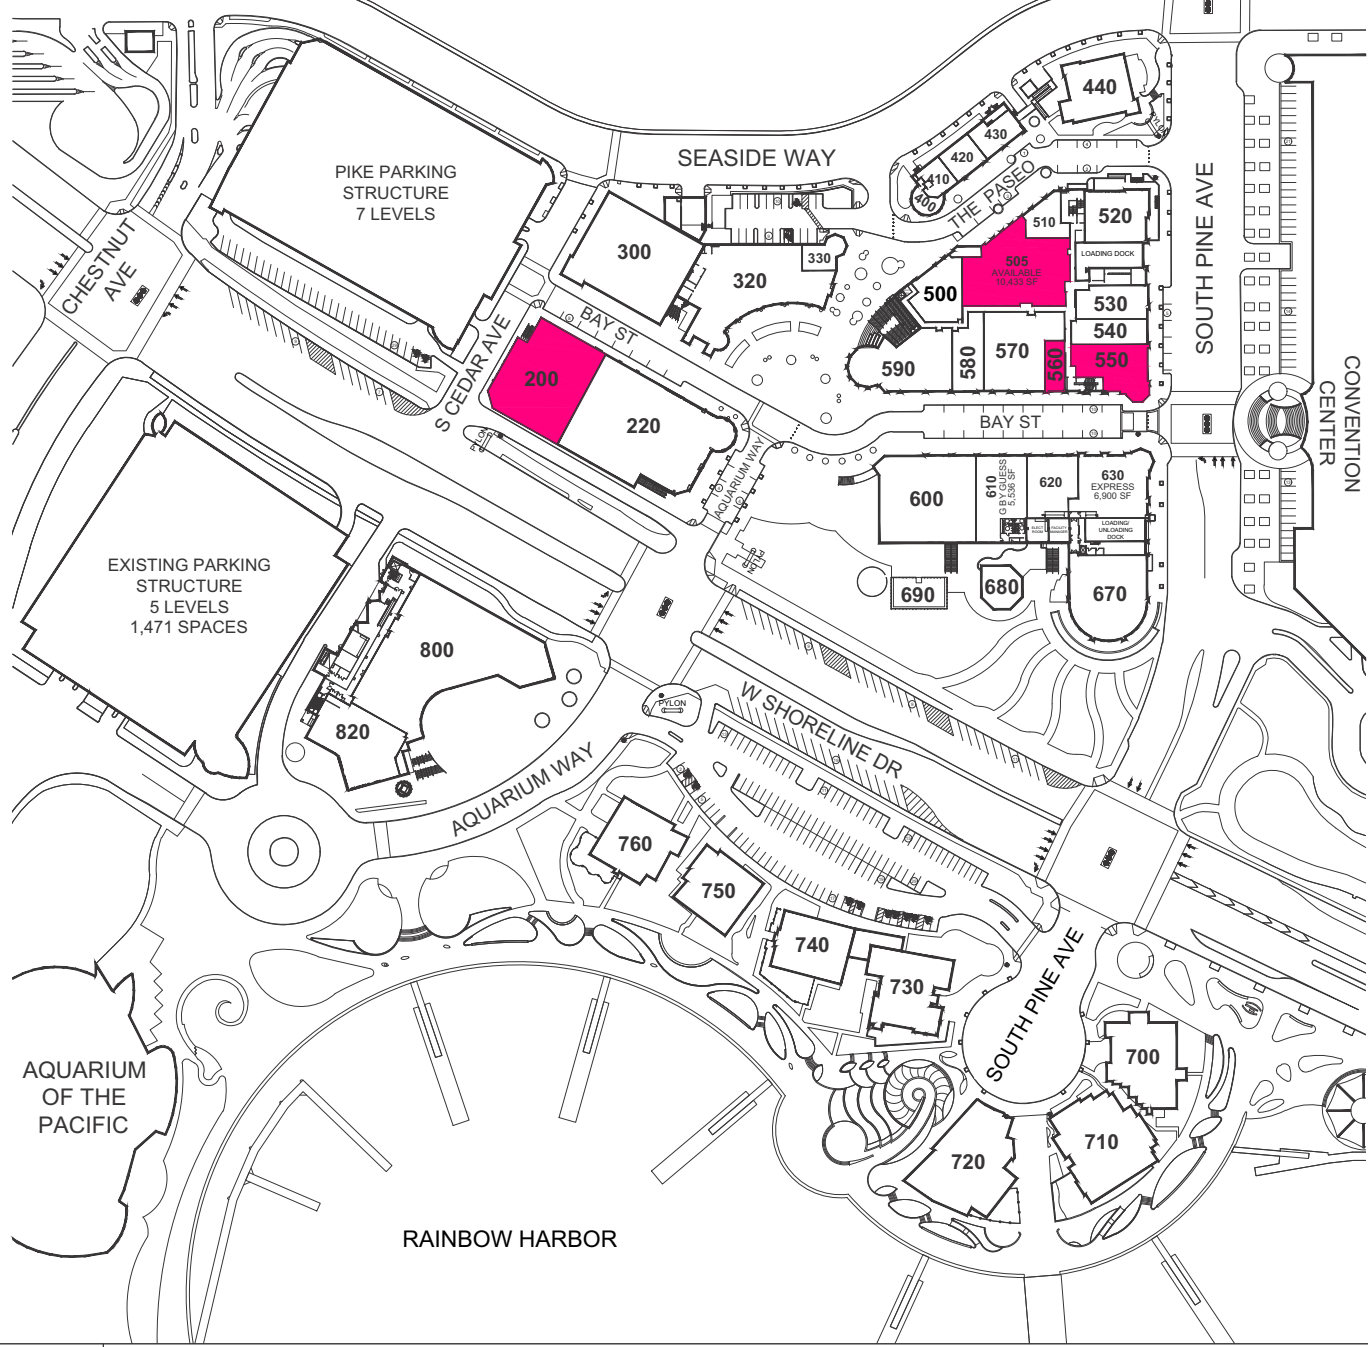 SEASIDE WAY
440
430
420
410
400
THE PASEO
PIKE PARKING
STRUCTURE
7 LEVELS
SOUTH PINE AVE
CHESTNUT
AVE
300
320
330
510
520
LOADING DOCK
505
AVAILABLE
10,433 SF
500
530
540
550
560
570
580
590
BAY ST
S CEDAR AVE
200
220
BAY ST
CONVENTION
CENTER
PYLON
AQUARIUM WAY
600
610
G BY GUESS
5,536 SF
620
630
EXPRESS
6,900 SF
LOADING/
UNLOADING
DOCK
ELECT
ROOM
PYLON
690
680
670
EXISTING PARKING
STRUCTURE
5 LEVELS
1,471 SPACES
800
820
PYLON
W SHORELINE DR
AQUARIUM WAY
760
750
740
730
SOUTH PINE AVE
700
710
720
AQUARIUM
OF THE
PACIFIC
RAINBOW HARBOR